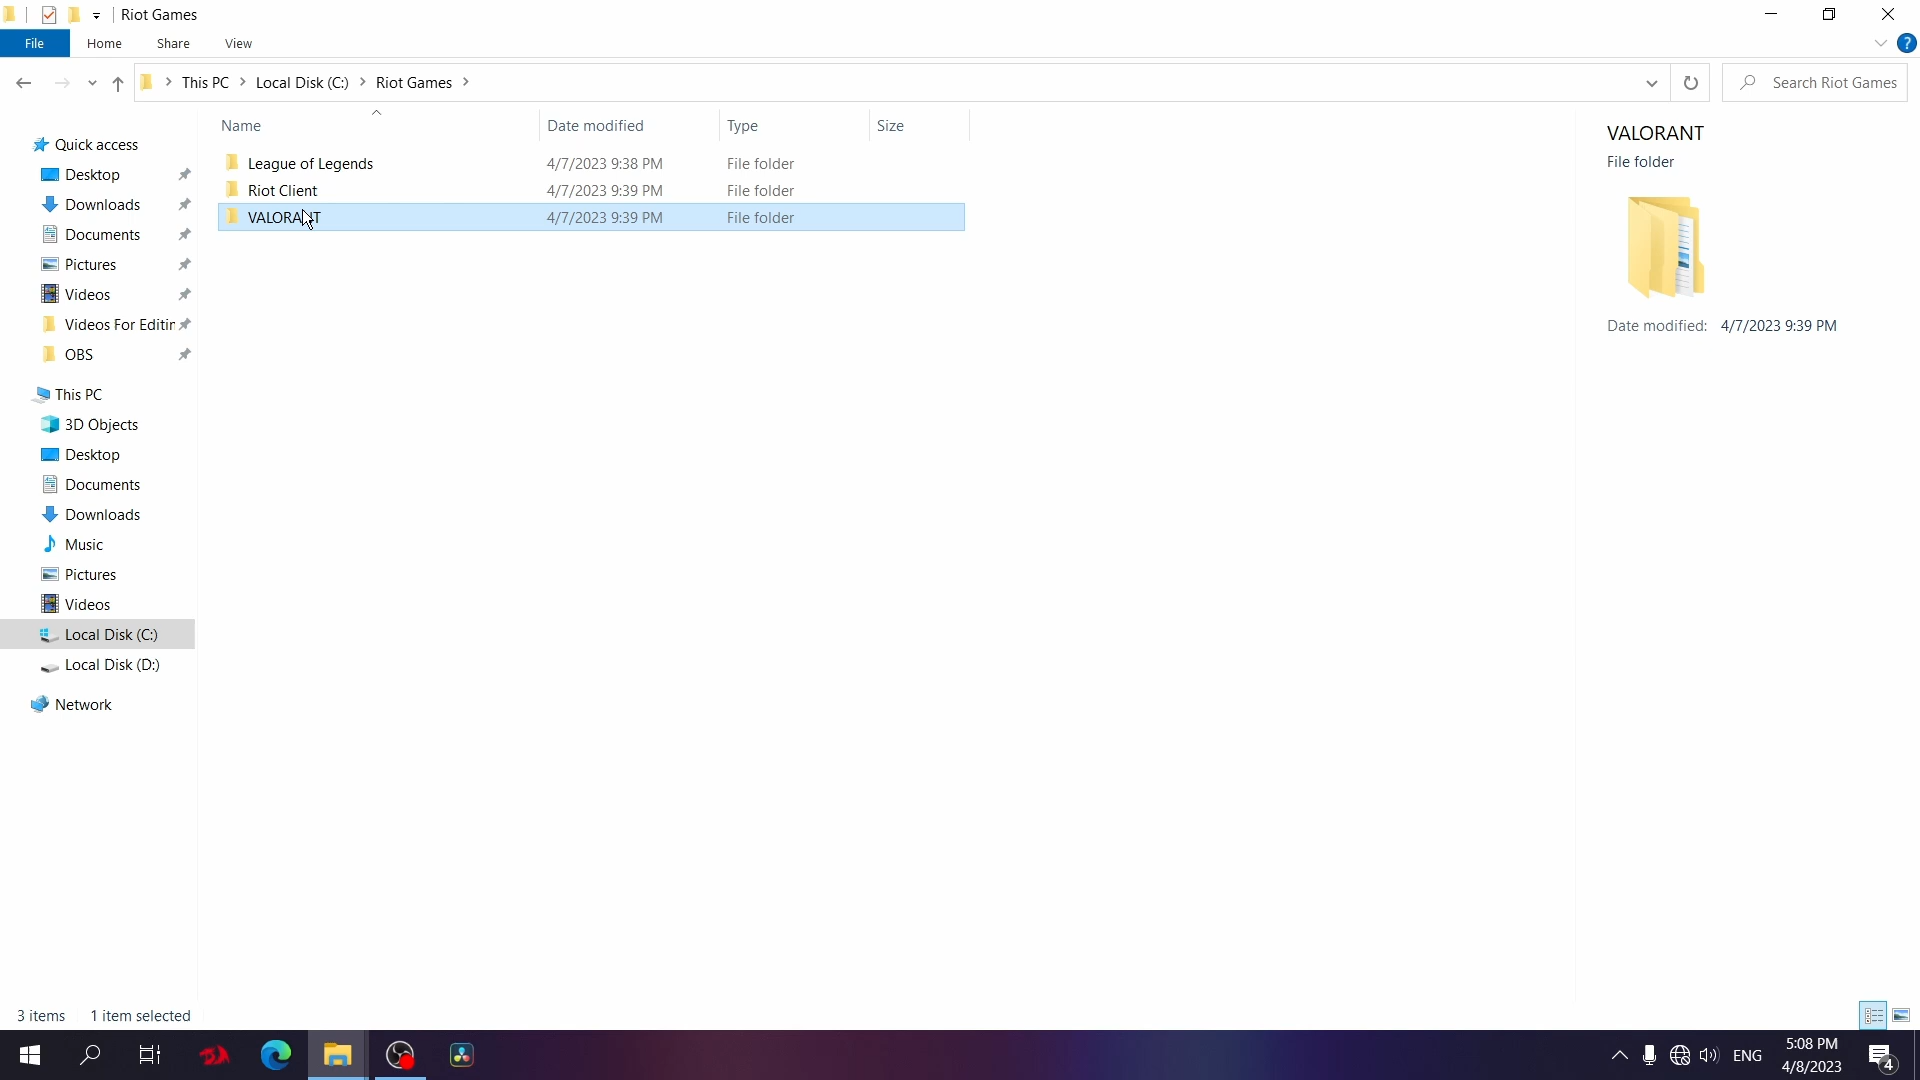 Riot Games
File Home Share View ?
This PC Local Disk (C:) Riot Games
Search Riot Games
Quick access
Desktop
Downloads
Documents
Pictures
Videos
Videos For Editin
OBS
This PC
3D Objects
Desktop
Documents
Downloads
Music
Pictures
Videos
Local Disk (C:)
Local Disk (D:)
Network
Name Date modified Type Size
League of Legends 4/7/2023 9:38 PM File folder
Riot Client 4/7/2023 9:39 PM File folder
VALORANT 4/7/2023 9:39 PM File folder
VALORANT
File folder
Date modified: 4/7/2023 9:39 PM
3 items 1 item selected
ENG
5:08 PM
4/8/2023
4